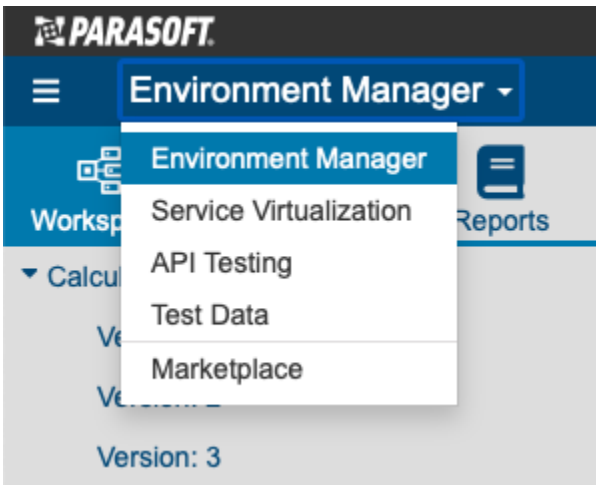 PARASOFT.
Environment Manager
Environment Manager
Service Virtualization
API Testing
Test Data
Marketplace
Reports
Version: 3